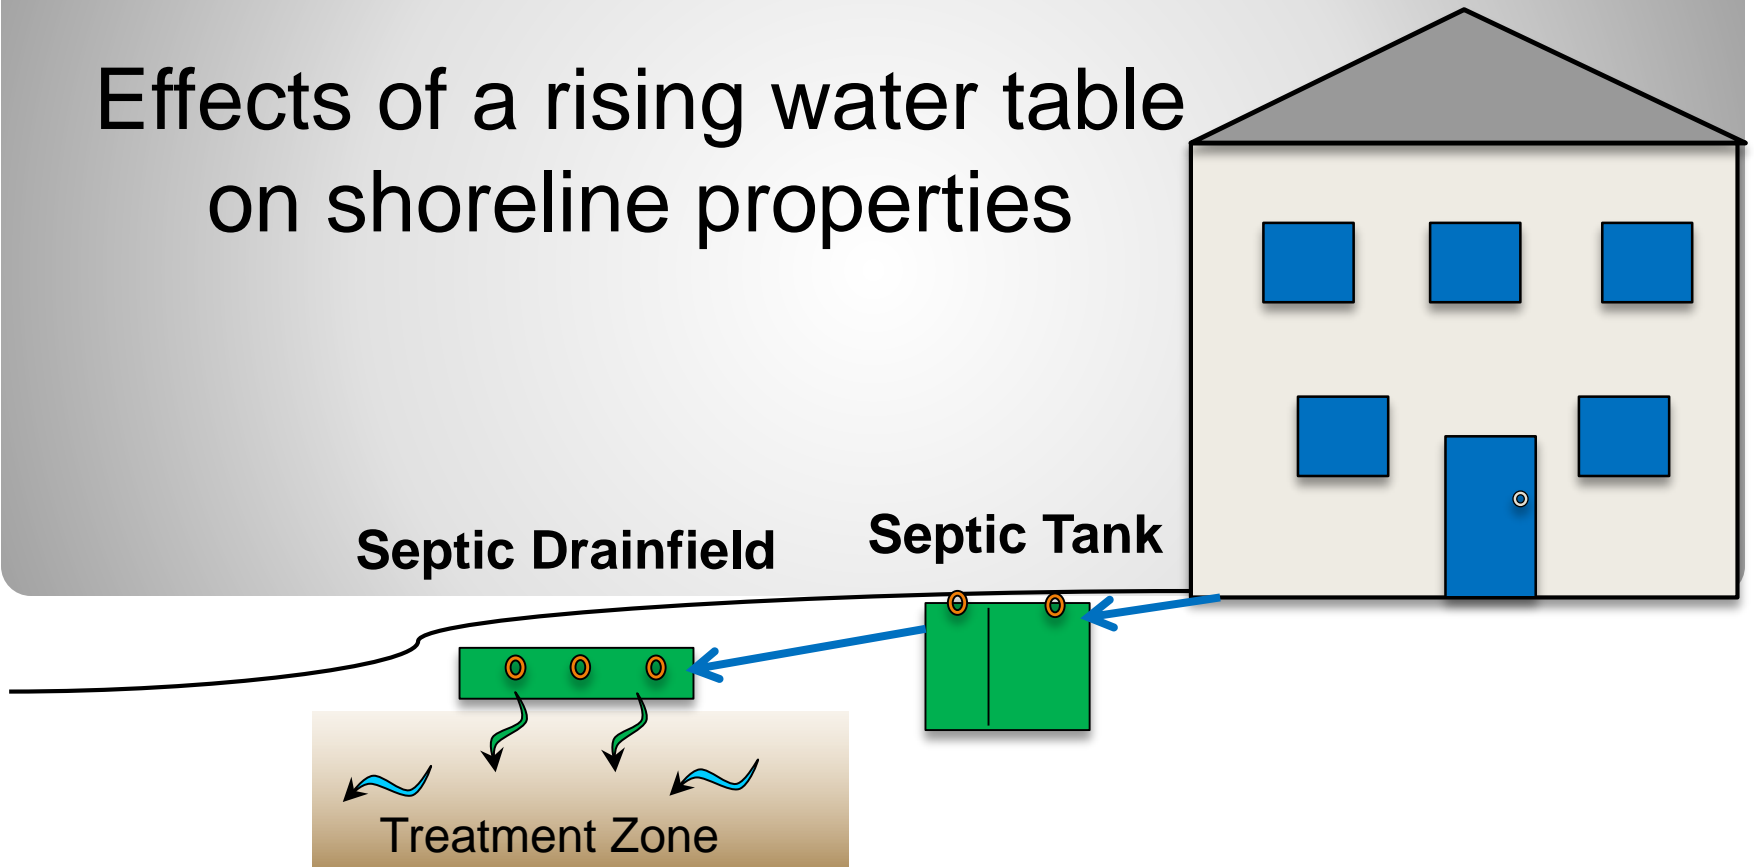 Effects of a rising water table
on shoreline properties
Septic Drainfield
Septic Tank
Treatment Zone